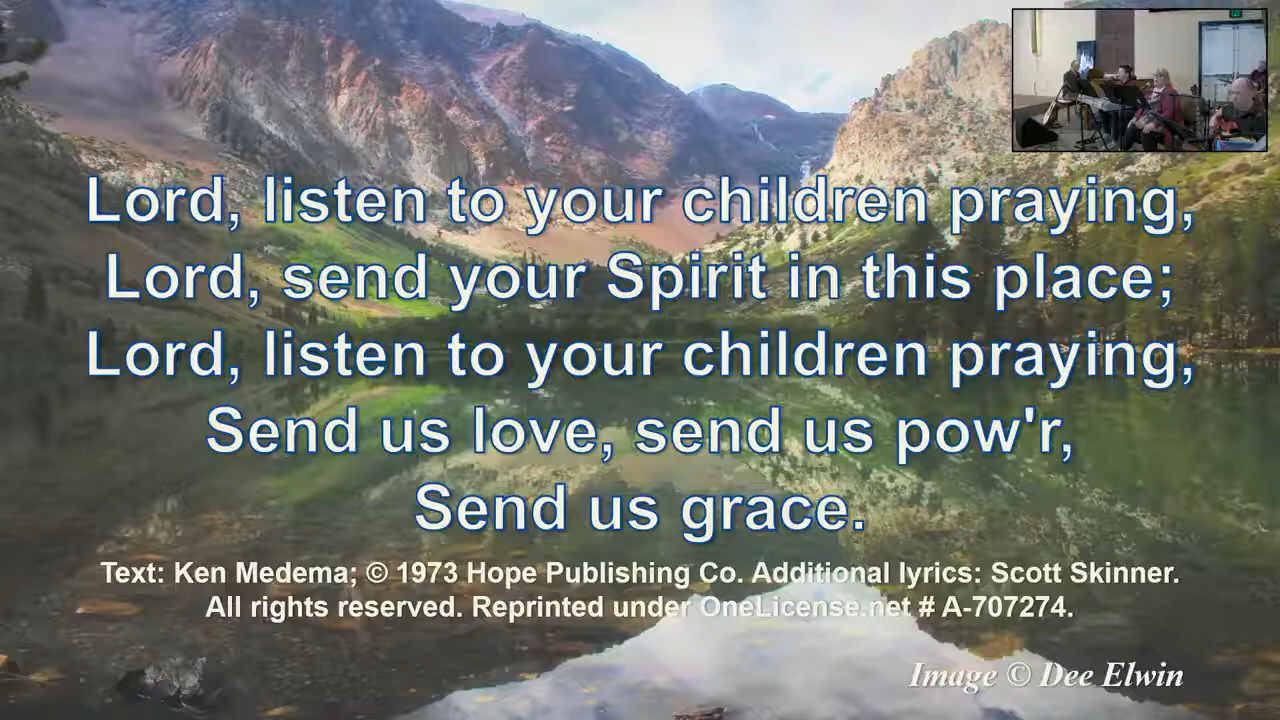 Lord, listen to your children praying,
Lord, send your Spirit in this place;
Lord, listen to your children praying,
Send us love, send us pow'r,
Send us grace.
Text: Ken Medema; © 1973 Hope Publishing Co. Additional lyrics: Scott Skinner.
All rights reserved. Reprinted under OneLicense.net # A-707274.
Image © Dee Elwin